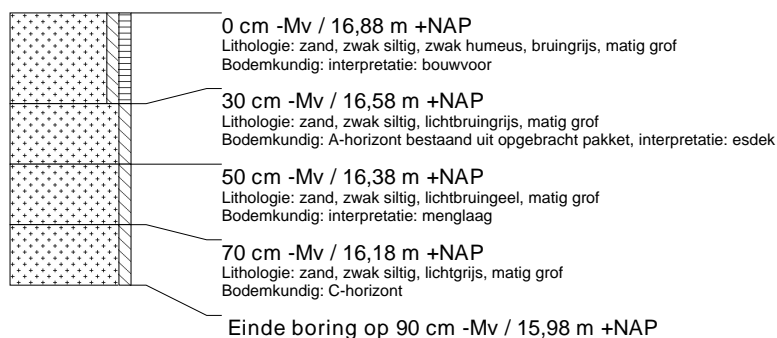 0 cm -Mv / 16,88 m +NAP
Lithologie: zand, zwak siltig, zwak humeus, bruingrijs, matig grof
Bodemkundig: interpretatie: bouwvoor
30 cm -Mv / 16,58 m +NAP
Lithologie: zand, zwak siltig, lichtbruingrijs, matig grof
Bodemkundig: A-horizont bestaand uit opgebracht pakket, interpretatie: esdek
50 cm -Mv / 16,38 m +NAP
Lithologie: zand, zwak siltig, lichtbruingeel, matig grof
Bodemkundig: interpretatie: menglaag
70 cm -Mv / 16,18 m +NAP
Lithologie: zand, zwak siltig, lichtgrijs, matig grof
Bodemkundig: C-horizont
Einde boring op 90 cm -Mv / 15,98 m +NAP